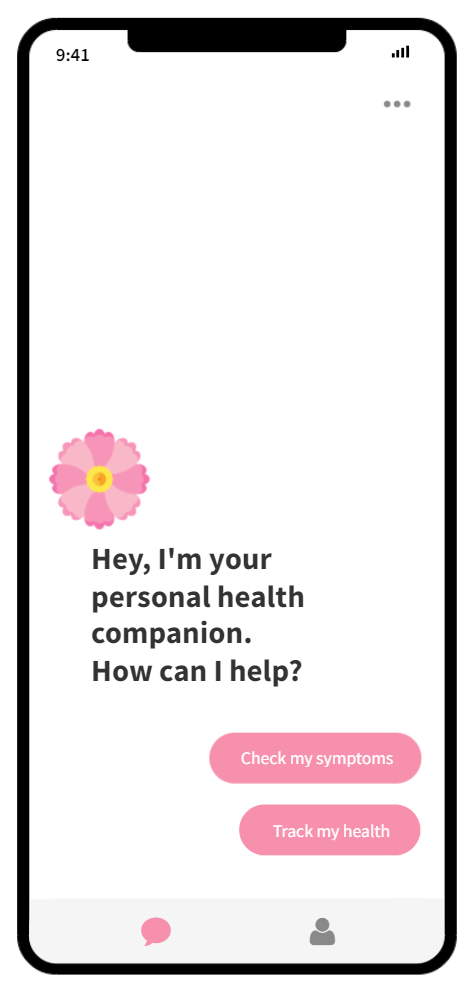 9:41
Hey, I'm your
personal health
companion.
How can I help?
Check my symptoms
Track my health